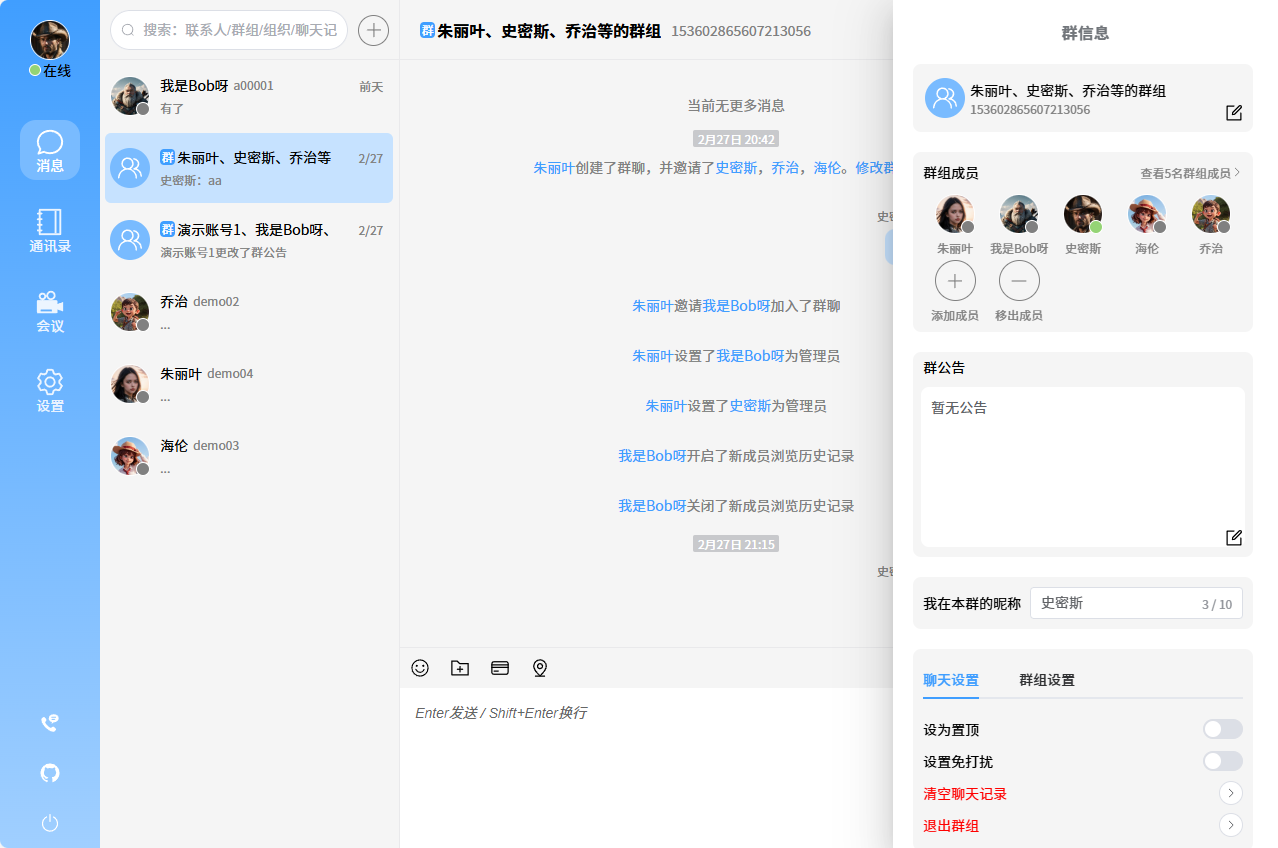 在线
消息
通讯录
会议
设置
搜索：联系人/群组/组织/聊天记
我是Bob呀 a00001 前天
有了
群 朱丽叶、史密斯、乔治等 2/27
史密斯：aa
群 演示账号1、我是Bob呀、 2/27
演示账号1更改了群公告
乔治 demo02
...
朱丽叶 demo04
...
海伦 demo03
...
群 朱丽叶、史密斯、乔治等的群组 153602865607213056
当前无更多消息
2月27日 20:42
朱丽叶创建了群聊，并邀请了史密斯，乔治，海伦。修改群
史密
朱丽叶邀请我是Bob呀加入了群聊
朱丽叶设置了我是Bob呀为管理员
朱丽叶设置了史密斯为管理员
我是Bob呀开启了新成员浏览历史记录
我是Bob呀关闭了新成员浏览历史记录
2月27日 21:15
史密
Enter发送 / Shift+Enter换行
群信息
朱丽叶、史密斯、乔治等的群组
153602865607213056
群组成员 查看5名群组成员
朱丽叶 我是Bob呀 史密斯 海伦 乔治
添加成员 移出成员
群公告
暂无公告
我在本群的昵称 史密斯 3 / 10
聊天设置 群组设置
设为置顶
设置免打扰
清空聊天记录
退出群组